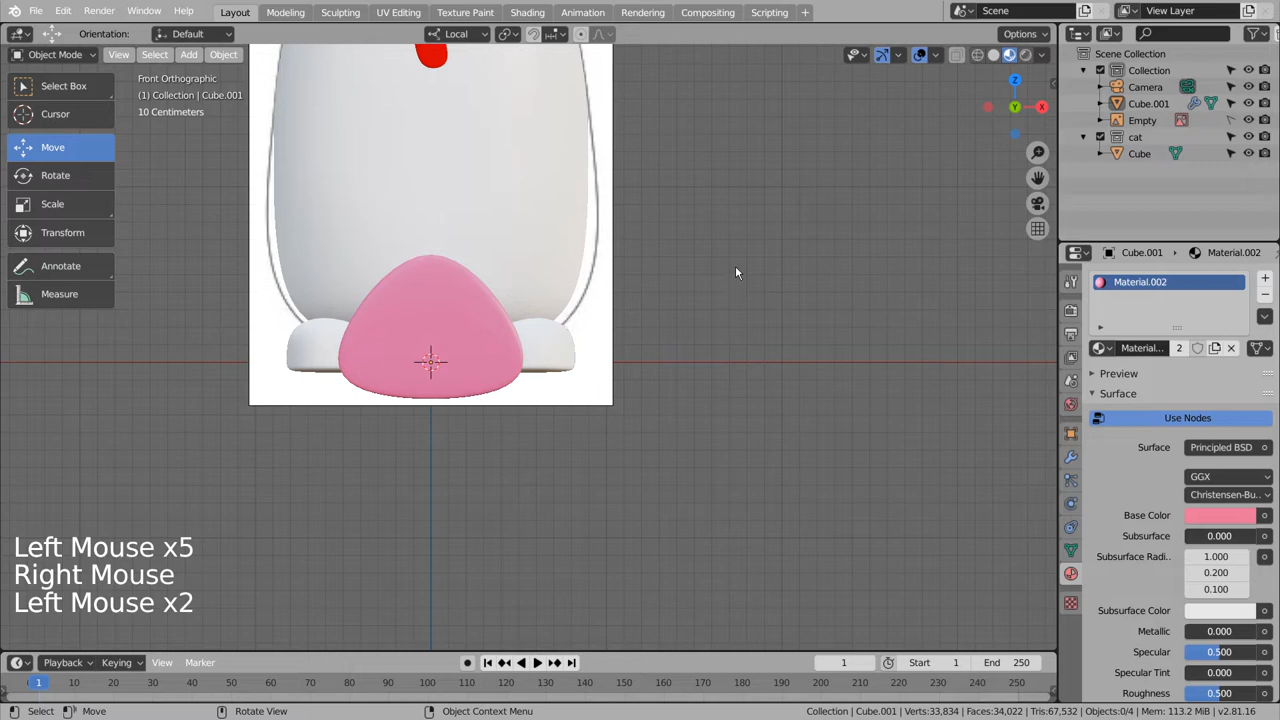 File Edit Render Window Help Layout Modeling Sculpting UV Editing Texture Paint Shading Animation Rendering Compositing Scripting + Scene View Layer
Orientation: Default Local Options
Object Mode View Select Add Object
Front Orthographic
(1) Collection | Cube.001
10 Centimeters
Select Box
Cursor
Move
Rotate
Scale
Transform
Annotate
Measure
Z
Y
X
Left Mouse x5
Right Mouse
Left Mouse x2
Scene Collection
Collection
Camera
Cube.001
Empty
cat
Cube
Cube.001 Material.002
Material.002
Material... 2
Preview
Surface
Use Nodes
Surface Principled BSD
GGX
Christensen-Bu..
Base Color
Subsurface 0.000
Subsurface Radi.. 1.000
0.200
0.100
Subsurface Color
Metallic 0.000
Specular 0.500
Specular Tint 0.000
Roughness 0.500
Playback Keying View Marker 1 Start 1 End 250
1 10 20 30 40 50 60 70 80 90 100 110 120 130 140 150 160 170 180 190 200 210 220 230 240 250
Select Move Rotate View Object Context Menu Collection | Cube.001 | Verts:33,834 | Faces:34,022 | Tris:67,532 | Objects:0/4 | Mem: 113.2 MiB | v2.81.16